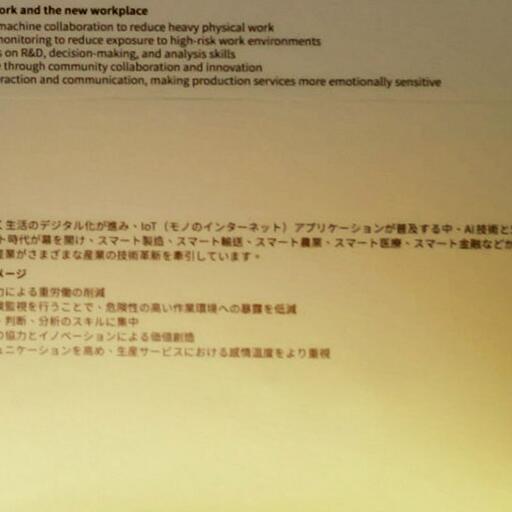 ork and the new workplace
machine collaboration to reduce heavy physical work
monitoring to reduce exposure to high-risk work environments
s on R&D, decision-making, and analysis skills
through community collaboration and innovation
raction and communication, making production services more emotionally sensitive
生活のデジタル化が進み、IoT（モノのインターネット）アプリケーションが普及する中、AI技術と
ト時代が幕を開け、スマート製造、スマート輸送、スマート農業、スマート医療、スマート金融などが
産業がさまざまな産業の技術革新を牽引しています。
メージ
による重労働の削減
監視を行うことで、危険性の高い作業環境への暴露を低減
、判断、分析のスキルに集中
の協力とイノベーションによる価値創造
ュニケーションを高め、生産サービスにおける感情温度をより重視